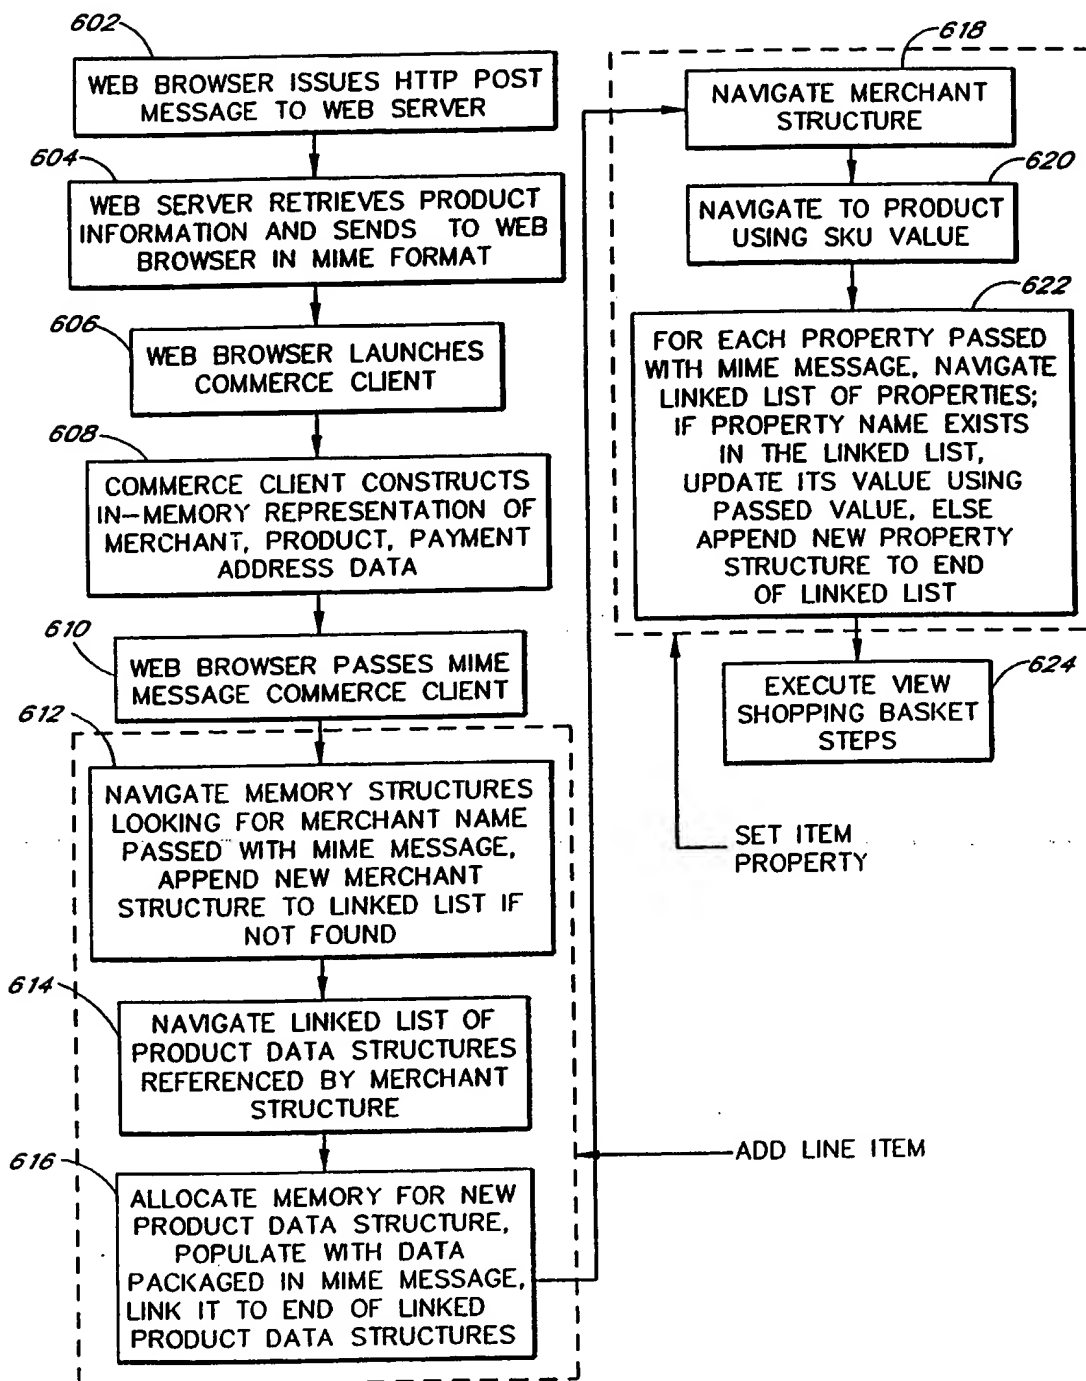 602
WEB BROWSER ISSUES HTTP POST
MESSAGE TO WEB SERVER
604
WEB SERVER RETRIEVES PRODUCT
INFORMATION AND SENDS TO WEB
BROWSER IN MIME FORMAT
606
WEB BROWSER LAUNCHES
COMMERCE CLIENT
608
COMMERCE CLIENT CONSTRUCTS
IN-MEMORY REPRESENTATION OF
MERCHANT, PRODUCT, PAYMENT
ADDRESS DATA
610
WEB BROWSER PASSES MIME
MESSAGE COMMERCE CLIENT
612
NAVIGATE MEMORY STRUCTURES
LOOKING FOR MERCHANT NAME
PASSED WITH MIME MESSAGE,
APPEND NEW MERCHANT
STRUCTURE TO LINKED LIST IF
NOT FOUND
614
NAVIGATE LINKED LIST OF
PRODUCT DATA STRUCTURES
REFERENCED BY MERCHANT
STRUCTURE
616
ALLOCATE MEMORY FOR NEW
PRODUCT DATA STRUCTURE,
POPULATE WITH DATA
PACKAGED IN MIME MESSAGE,
LINK IT TO END OF LINKED
PRODUCT DATA STRUCTURES
ADD LINE ITEM
618
NAVIGATE MERCHANT
STRUCTURE
620
NAVIGATE TO PRODUCT
USING SKU VALUE
622
FOR EACH PROPERTY PASSED
WITH MIME MESSAGE, NAVIGATE
LINKED LIST OF PROPERTIES;
IF PROPERTY NAME EXISTS
IN THE LINKED LIST,
UPDATE ITS VALUE USING
PASSED VALUE, ELSE
APPEND NEW PROPERTY
STRUCTURE TO END
OF LINKED LIST
624
EXECUTE VIEW
SHOPPING BASKET
STEPS
SET ITEM
PROPERTY